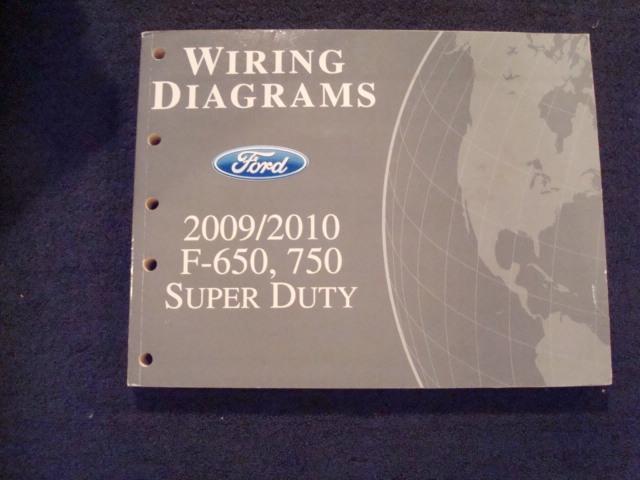 WIRING
DIAGRAMS
Ford
2009/2010
F-650, 750
SUPER DUTY